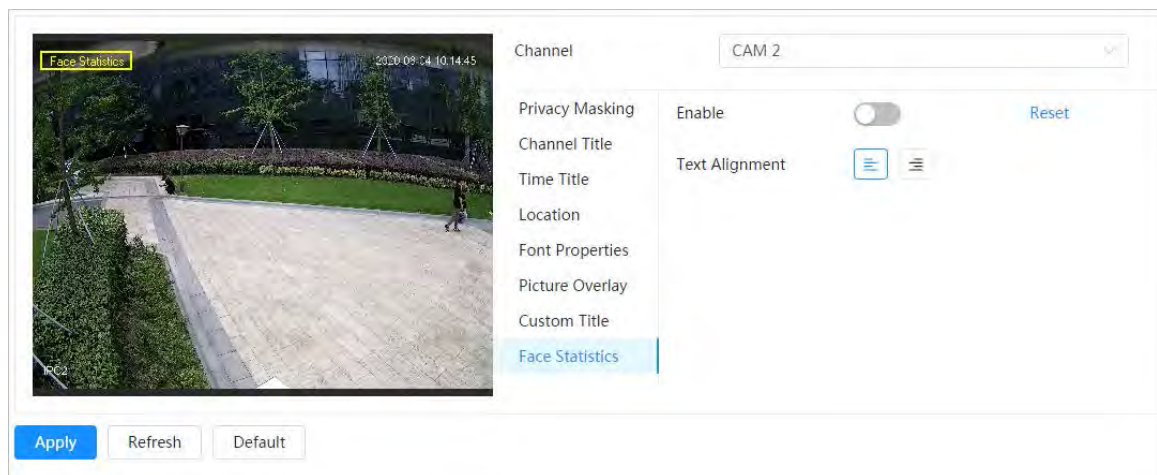 Face Statistics
2020-09-04 10:14:45
IPC2
Channel
CAM 2
Privacy Masking
Channel Title
Time Title
Location
Font Properties
Picture Overlay
Custom Title
Face Statistics
Enable
Reset
Text Alignment
Apply
Refresh
Default